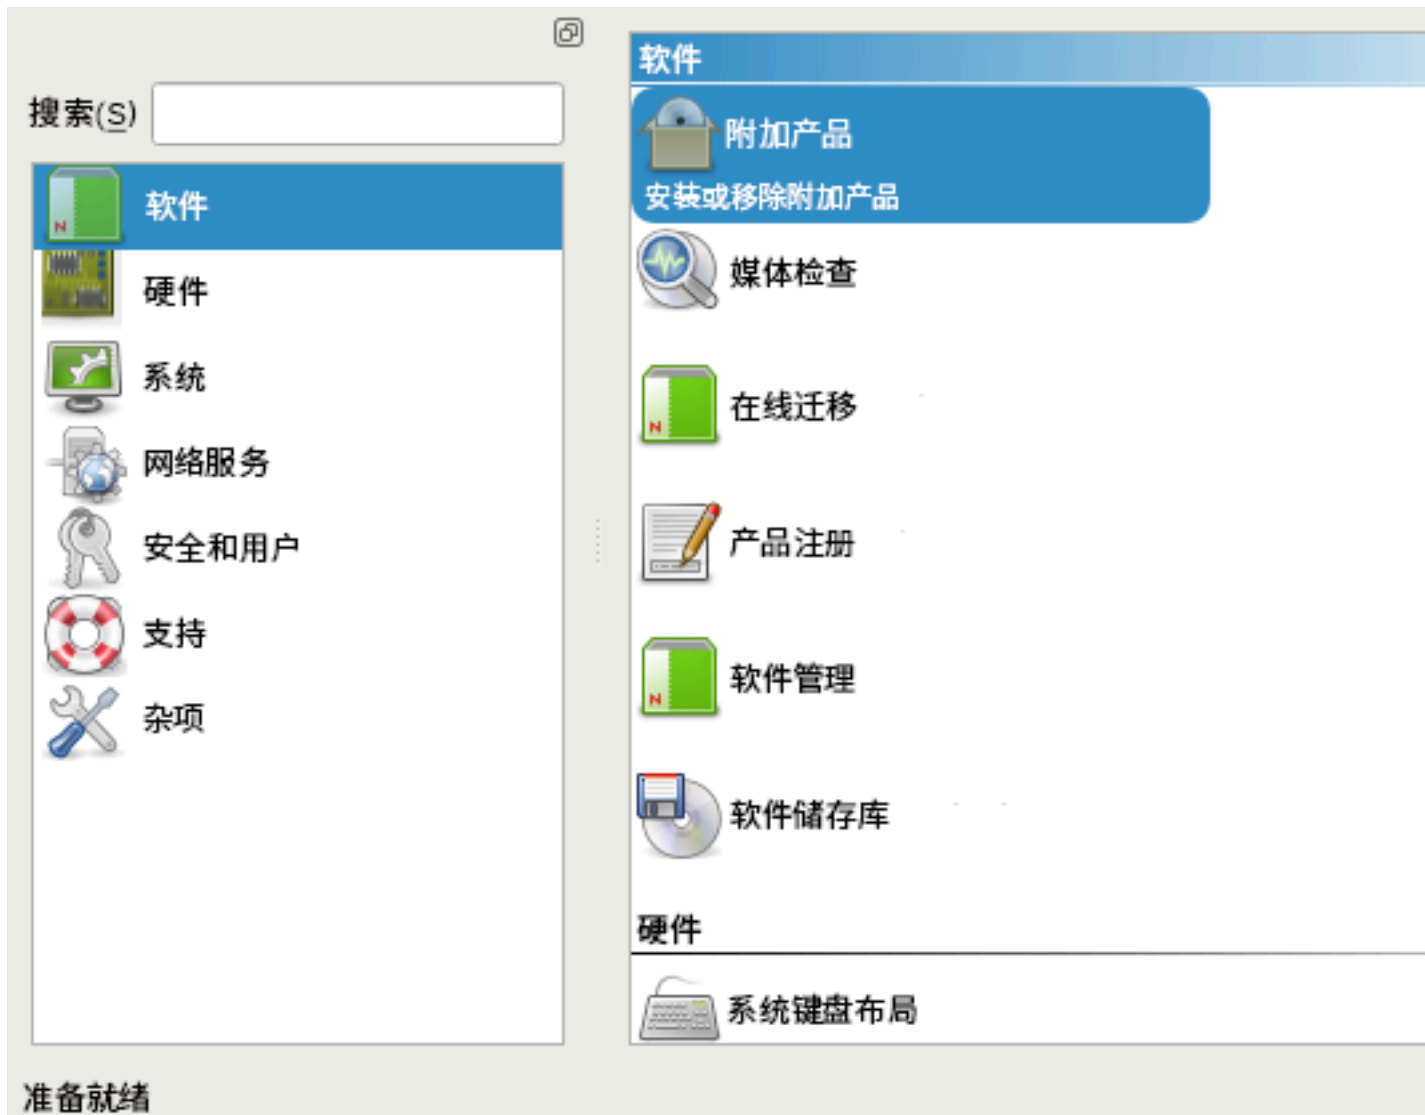 搜索(S)
软件
硬件
系统
网络服务
安全和用户
支持
杂项
软件
附加产品
安装或移除附加产品
媒体检查
在线迁移
产品注册
软件管理
软件储存库
硬件
系统键盘布局
准备就绪